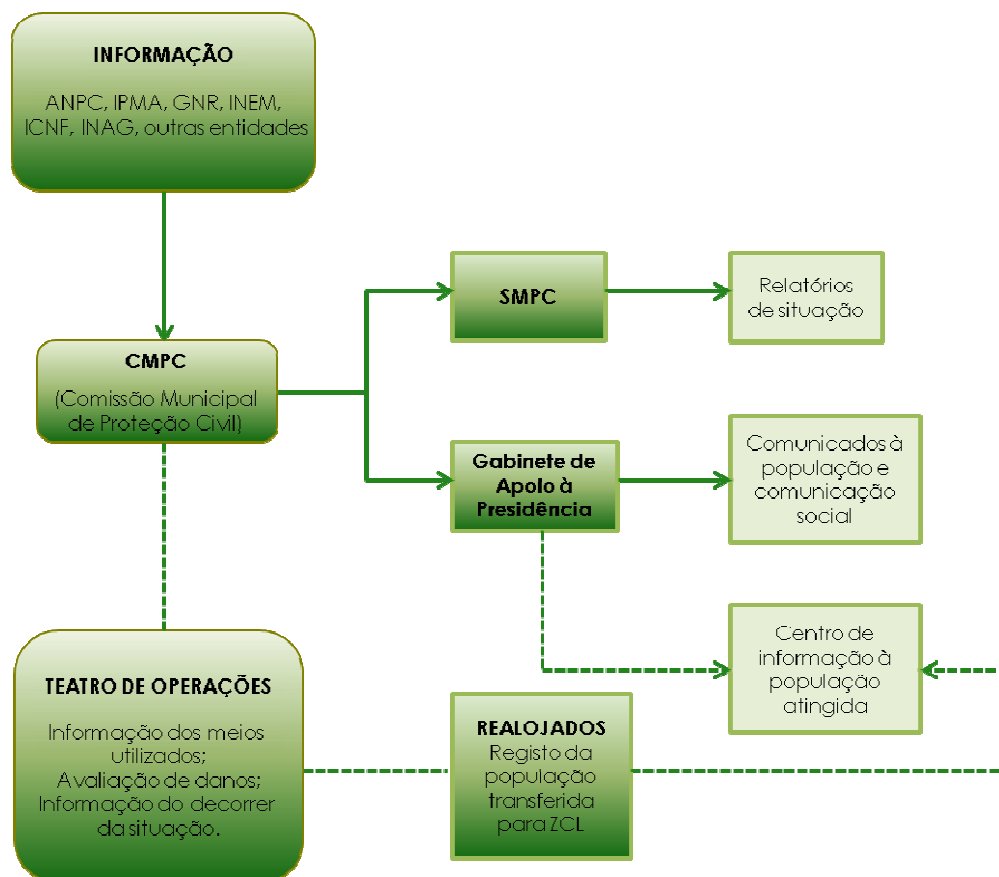 INFORMAÇÃO
ANPC, IPMA, GNR, INEM,
ICNF, INAG, outras entidades
CMPC
(Comissão Municipal
de Proteção Civil)
SMPC
Relatórios
de situação
Gabinete de
Apoio à
Presidência
Comunicados à
população e
comunicação
social
Centro de
informação à
população
atingida
TEATRO DE OPERAÇÕES
Informação dos meios
utilizados;
Avaliação de danos;
Informação do decorrer
da situação.
REALOJADOS
Registo da
população
transferida
para ZCL